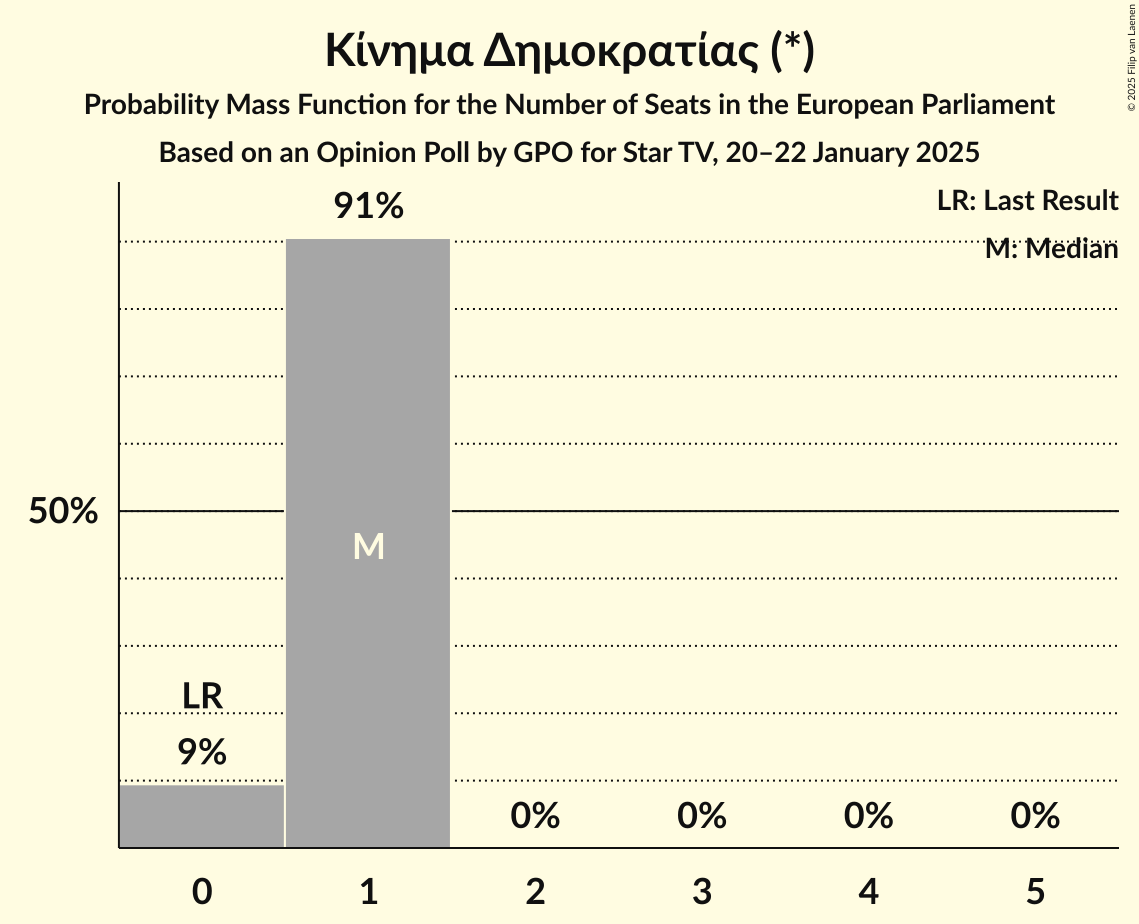 Κίνημα Δημοκρατίας (*)
Probability Mass Function for the Number of Seats in the European Parliament
Based on an Opinion Poll by GPO for Star TV, 20–22 January 2025
© 2025 Filip van Laenen
LR: Last Result
M: Median
91%
50%
M
LR
9%
0% 0% 0% 0%
0 1 2 3 4 5